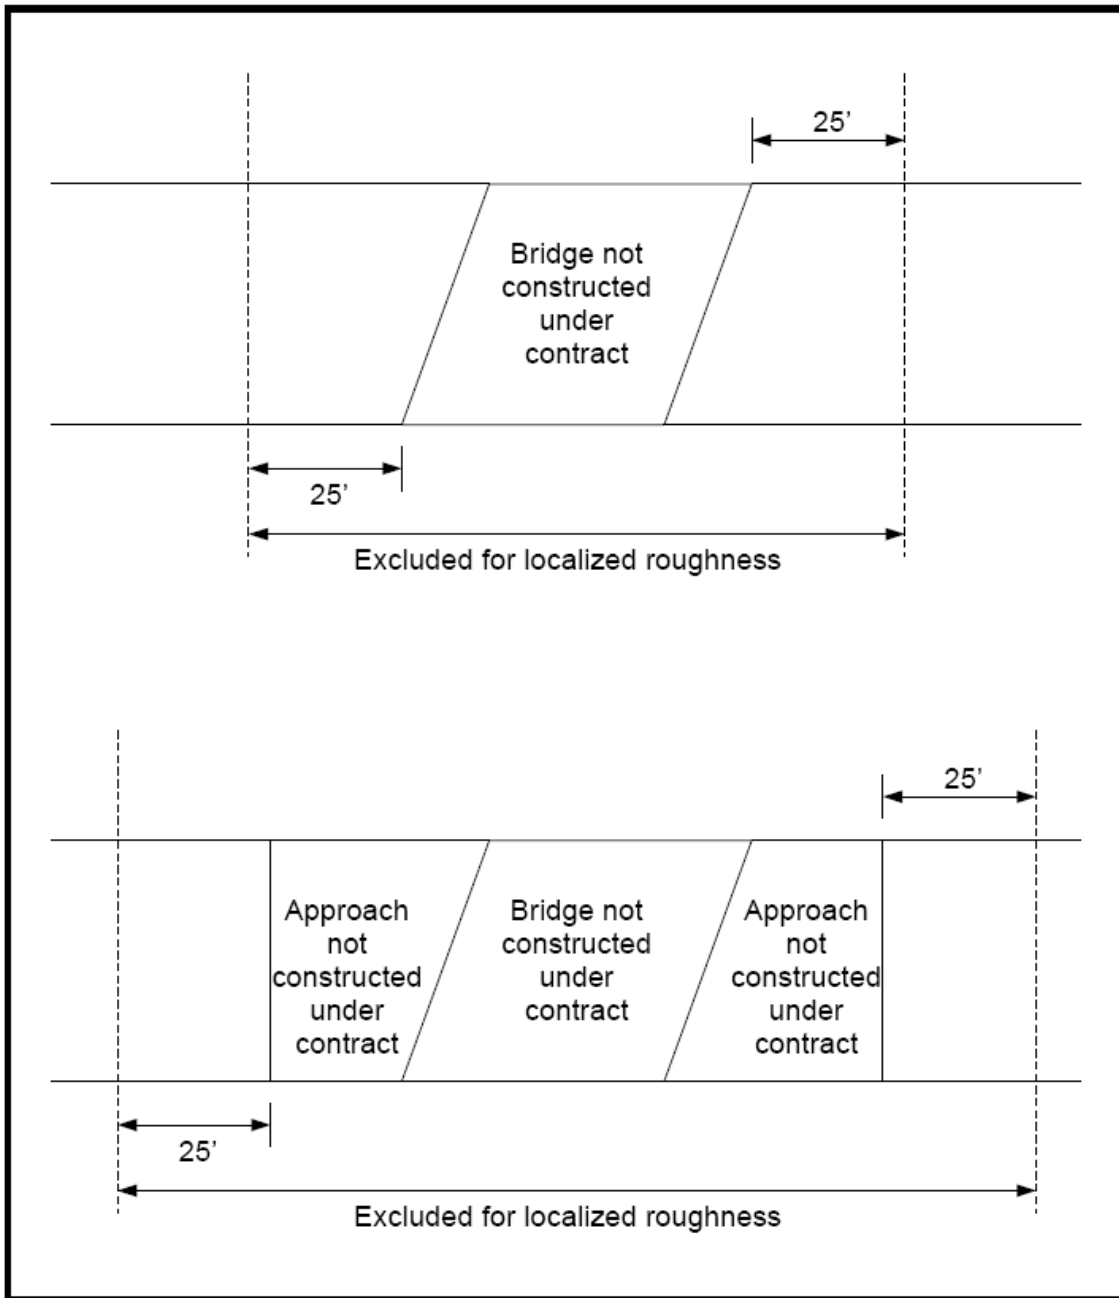 25’
Bridge not
constructed
under
contract
25’
Excluded for localized roughness
25’
Approach
not
constructed
under
contract
Bridge not
constructed
under
contract
Approach
not
constructed
under
contract
25’
Excluded for localized roughness